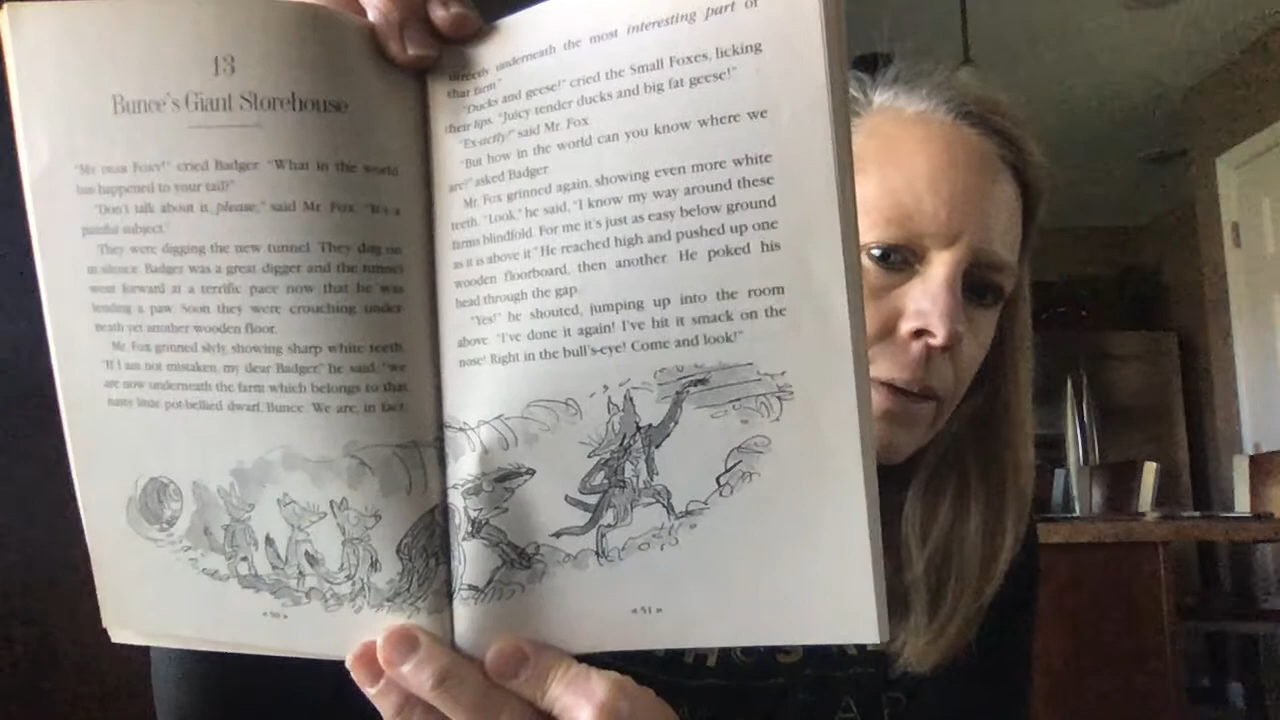 13
Bunce's Giant Storehouse
"My dear Foxy!" cried Badger. "What in the world
has happened to your tail?"
"Don't talk about it, please," said Mr. Fox. "It's a
painful subject."
They were digging the new tunnel. They dug on
in silence. Badger was a great digger and the tunnel
went forward at a terrific pace now that he was
lending a paw. Soon they were crouching under-
neath yet another wooden floor.
Mr. Fox grinned slyly, showing sharp white teeth.
"If I am not mistaken, my dear Badger," he said, "we
are now underneath the farm which belongs to that
nasty little pot-bellied dwarf, Bunce. We are, in fact,
« 50 »
directly underneath the most interesting part of
that farm."
"Ducks and geese!" cried the Small Foxes, licking
their lips. "Juicy tender ducks and big fat geese!"
"Ex-actly!" said Mr. Fox.
"But how in the world can you know where we
are?" asked Badger.
Mr. Fox grinned again, showing even more white
teeth. "Look," he said, "I know my way around these
farms blindfold. For me it's just as easy below ground
as it is above it." He reached high and pushed up one
wooden floorboard, then another. He poked his
head through the gap.
"Yes!" he shouted, jumping up into the room
above. "I've done it again! I've hit it smack on the
nose! Right in the bull's-eye! Come and look!"
« 51 »